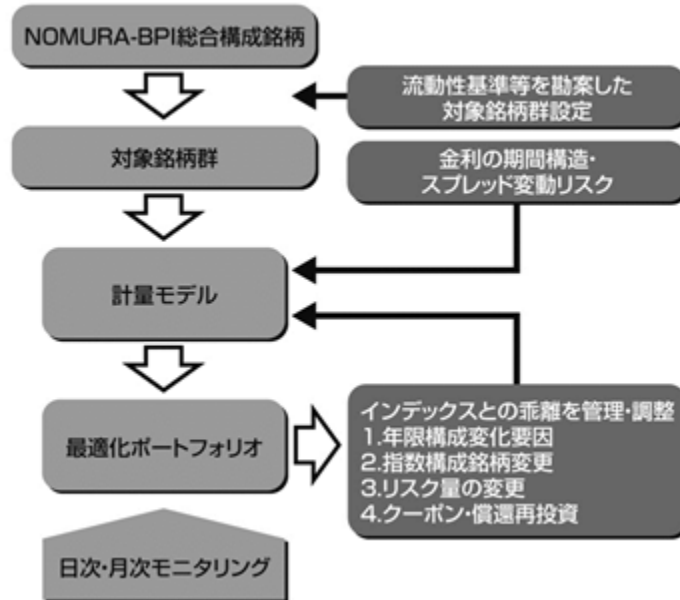 NOMURA-BPI総合構成銘柄
流動性基準等を勘案した
対象銘柄群設定
対象銘柄群
金利の期間構造・
スプレッド変動リスク
計量モデル
最適化ポートフォリオ
インデックスとの乖離を管理・調整
1.年限構成変化要因
2.指数構成銘柄変更
3.リスク量の変更
4.クーポン・償還再投資
日次・月次モニタリング